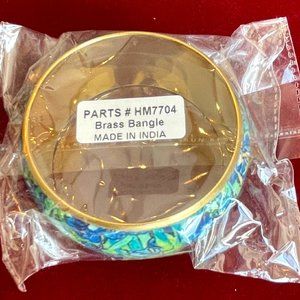 PARTS # HM7704
Brass Bangle
MADE IN INDIA